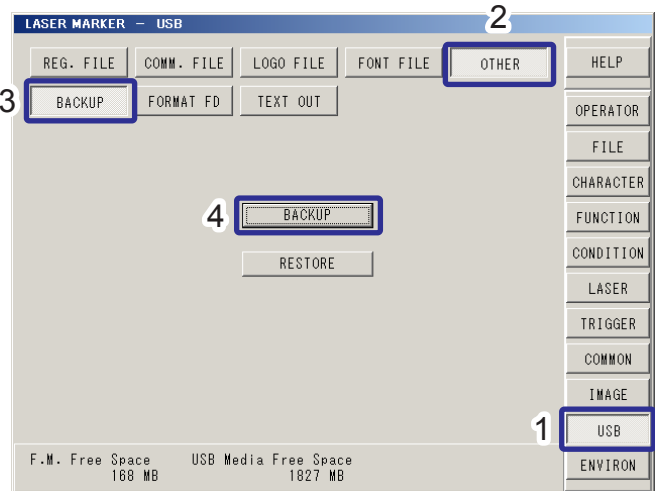 LASER MARKER – USB
2
REG. FILE COMM. FILE LOGO FILE FONT FILE OTHER HELP
3 BACKUP FORMAT FD TEXT OUT
OPERATOR
FILE
CHARACTER
4 BACKUP FUNCTION
RESTORE CONDITION
LASER
TRIGGER
COMMON
IMAGE
1 USB
F.M. Free Space USB Media Free Space ENVIRON
168 MB 1827 MB